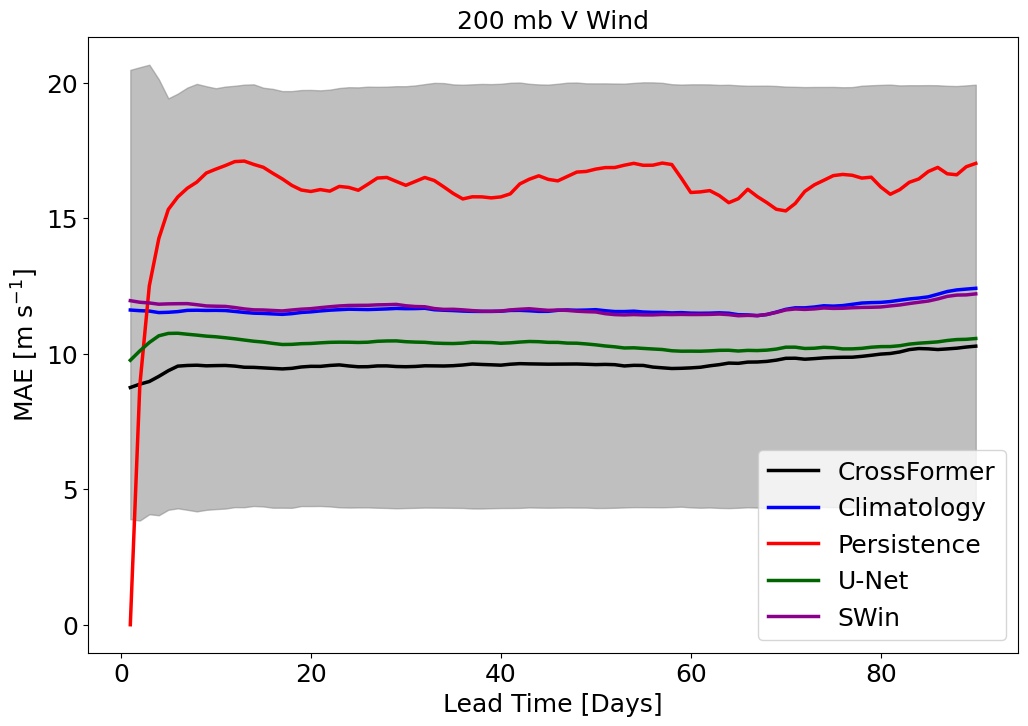 200 mb V Wind
MAE [m s⁻¹]
20
15
10
5
0
0 20 40 60 80
Lead Time [Days]
CrossFormer
Climatology
Persistence
U-Net
SWin